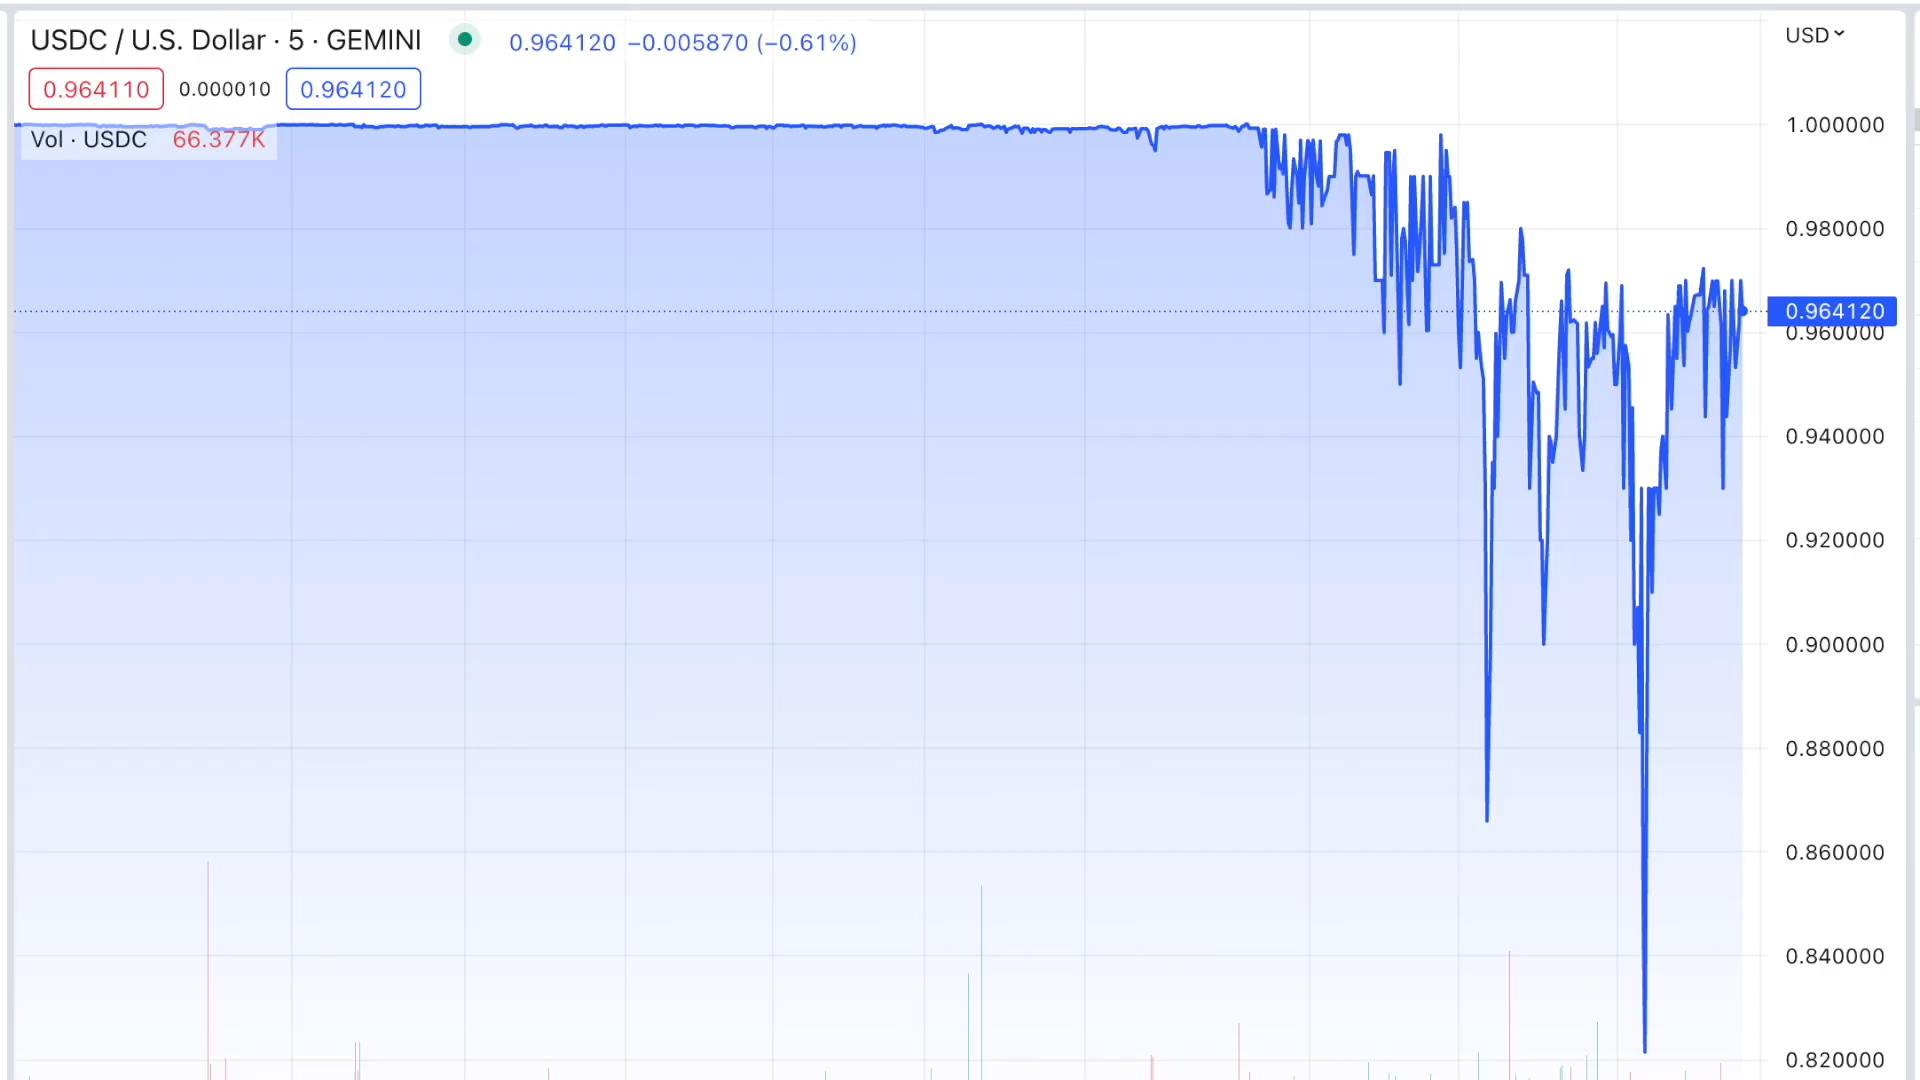 USDC / U.S. Dollar · 5 · GEMINI 0.964120 −0.005870 (−0.61%)
USD
0.964110 0.000010 0.964120
Vol · USDC 66.377K
1.000000
0.980000
0.964120
0.960000
0.940000
0.920000
0.900000
0.880000
0.860000
0.840000
0.820000